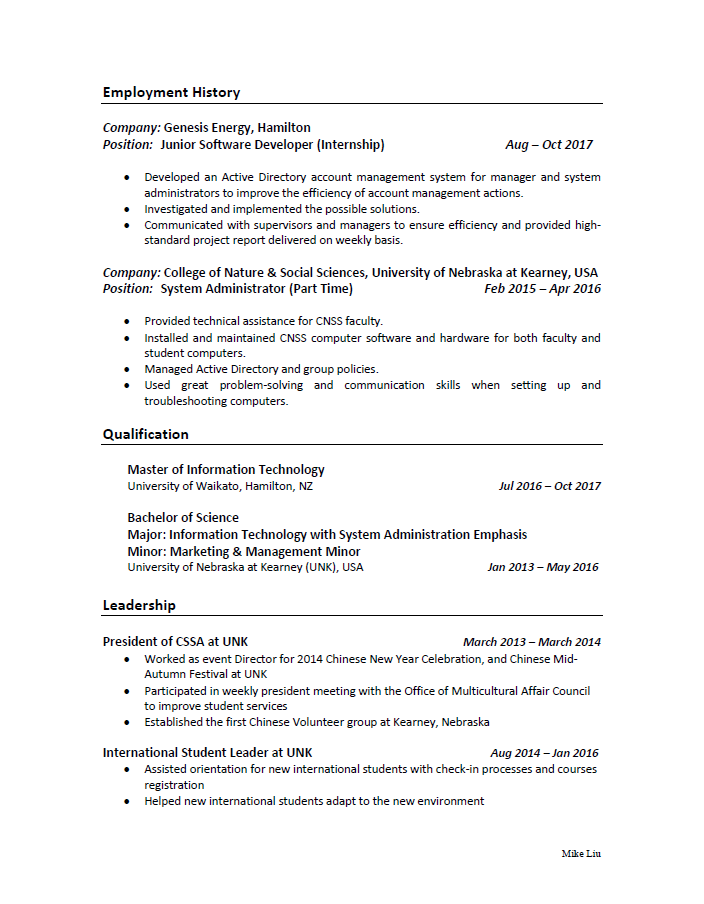 Employment History
Company: Genesis Energy, Hamilton
Position: Junior Software Developer (Internship) Aug – Oct 2017
• Developed an Active Directory account management system for manager and system
administrators to improve the efficiency of account management actions.
• Investigated and implemented the possible solutions.
• Communicated with supervisors and managers to ensure efficiency and provided high-
standard project report delivered on weekly basis.
Company: College of Nature & Social Sciences, University of Nebraska at Kearney, USA
Position: System Administrator (Part Time) Feb 2015 – Apr 2016
• Provided technical assistance for CNSS faculty.
• Installed and maintained CNSS computer software and hardware for both faculty and
student computers.
• Managed Active Directory and group policies.
• Used great problem-solving and communication skills when setting up and
troubleshooting computers.
Qualification
Master of Information Technology
University of Waikato, Hamilton, NZ Jul 2016 – Oct 2017
Bachelor of Science
Major: Information Technology with System Administration Emphasis
Minor: Marketing & Management Minor
University of Nebraska at Kearney (UNK), USA Jan 2013 – May 2016
Leadership
President of CSSA at UNK March 2013 – March 2014
• Worked as event Director for 2014 Chinese New Year Celebration, and Chinese Mid-
Autumn Festival at UNK
• Participated in weekly president meeting with the Office of Multicultural Affair Council
to improve student services
• Established the first Chinese Volunteer group at Kearney, Nebraska
International Student Leader at UNK Aug 2014 – Jan 2016
• Assisted orientation for new international students with check-in processes and courses
registration
• Helped new international students adapt to the new environment
Mike Liu